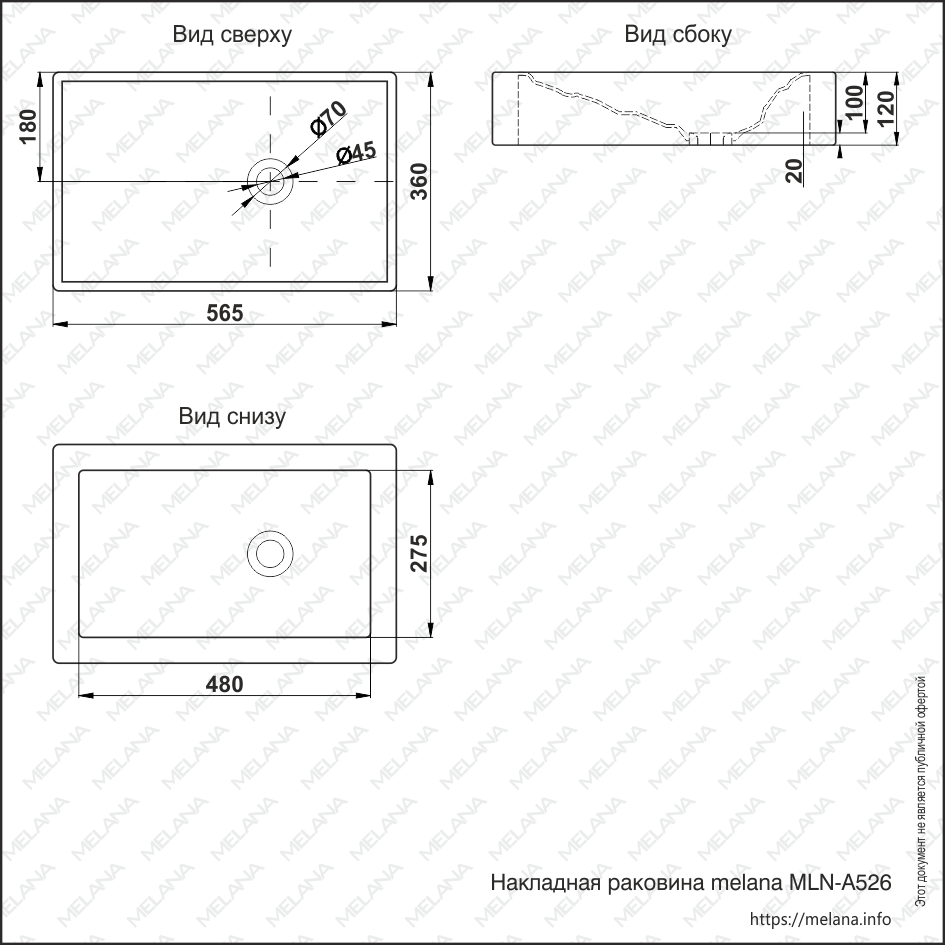 Вид сверху
Вид сбоку
180
Ø70
Ø45
360
565
100
120
20
Вид снизу
275
480
Этот документ не является публичной офертой
Накладная раковина melana MLN-A526
https://melana.info
MELANA